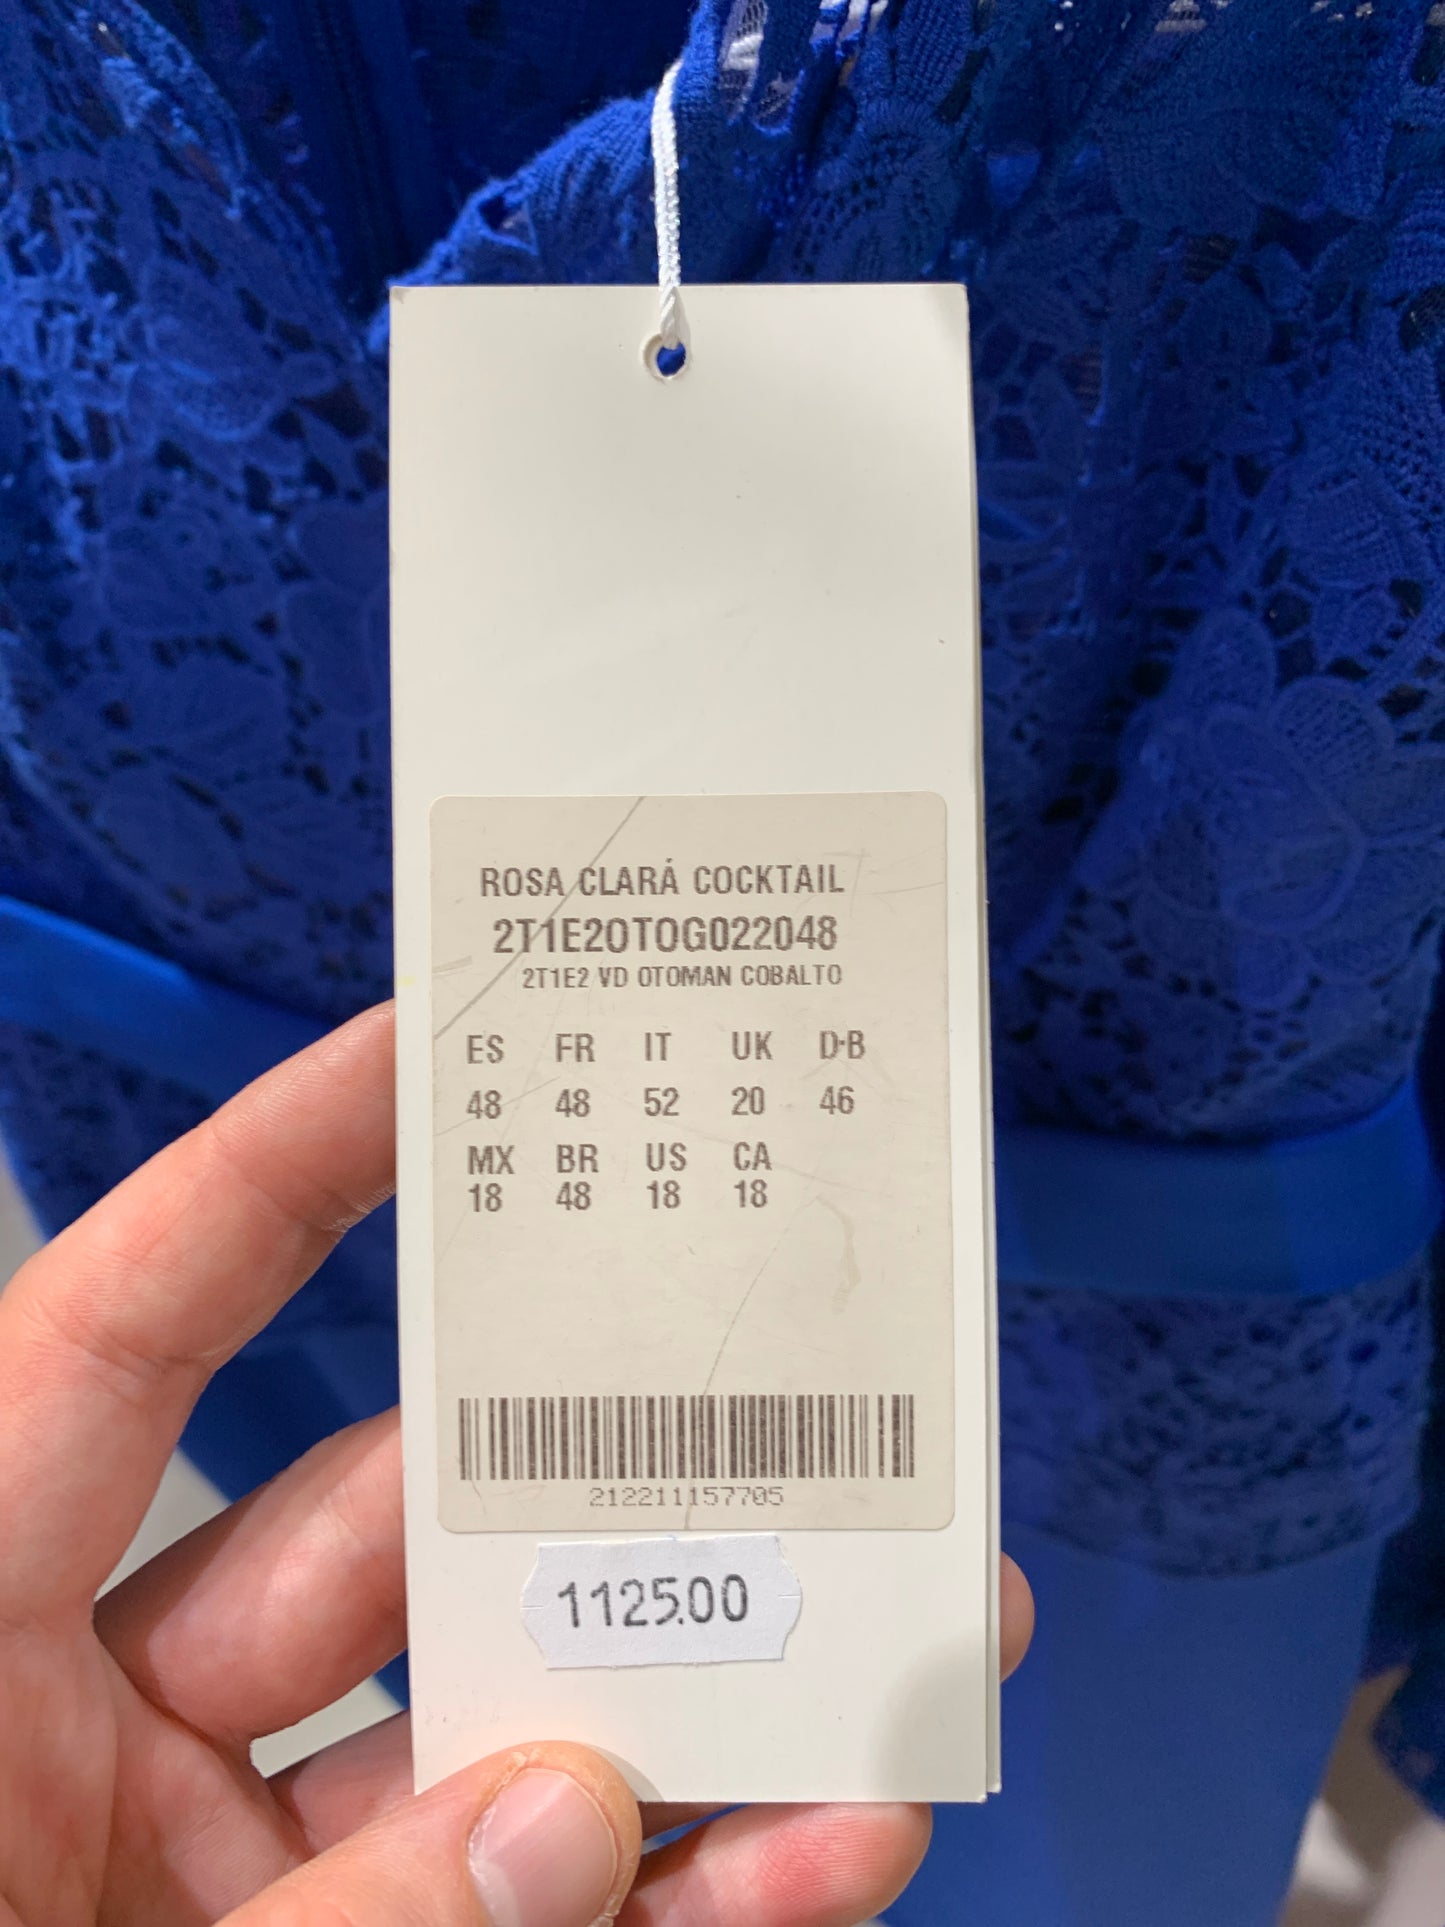 ROSA CLARÁ COCKTAIL
2T1E2OTOG022048
2T1E2 VD OTOMAN COBALTO
ES FR IT UK D-B
48 48 52 20 46
MX BR US CA
18 48 18 18
212211157705
1125.00